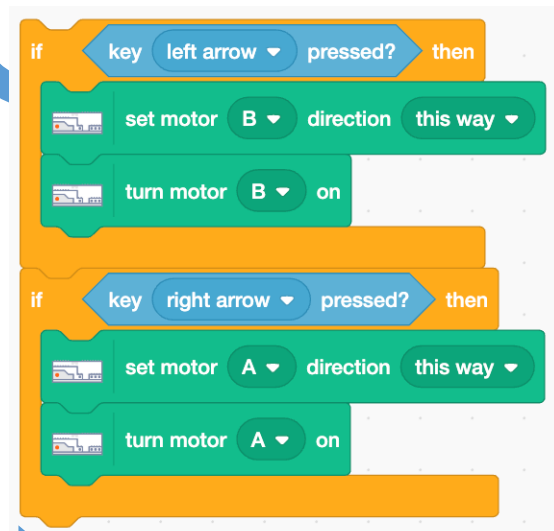 if key left arrow pressed? then
set motor B direction this way
turn motor B on
if key right arrow pressed? then
set motor A direction this way
turn motor A on